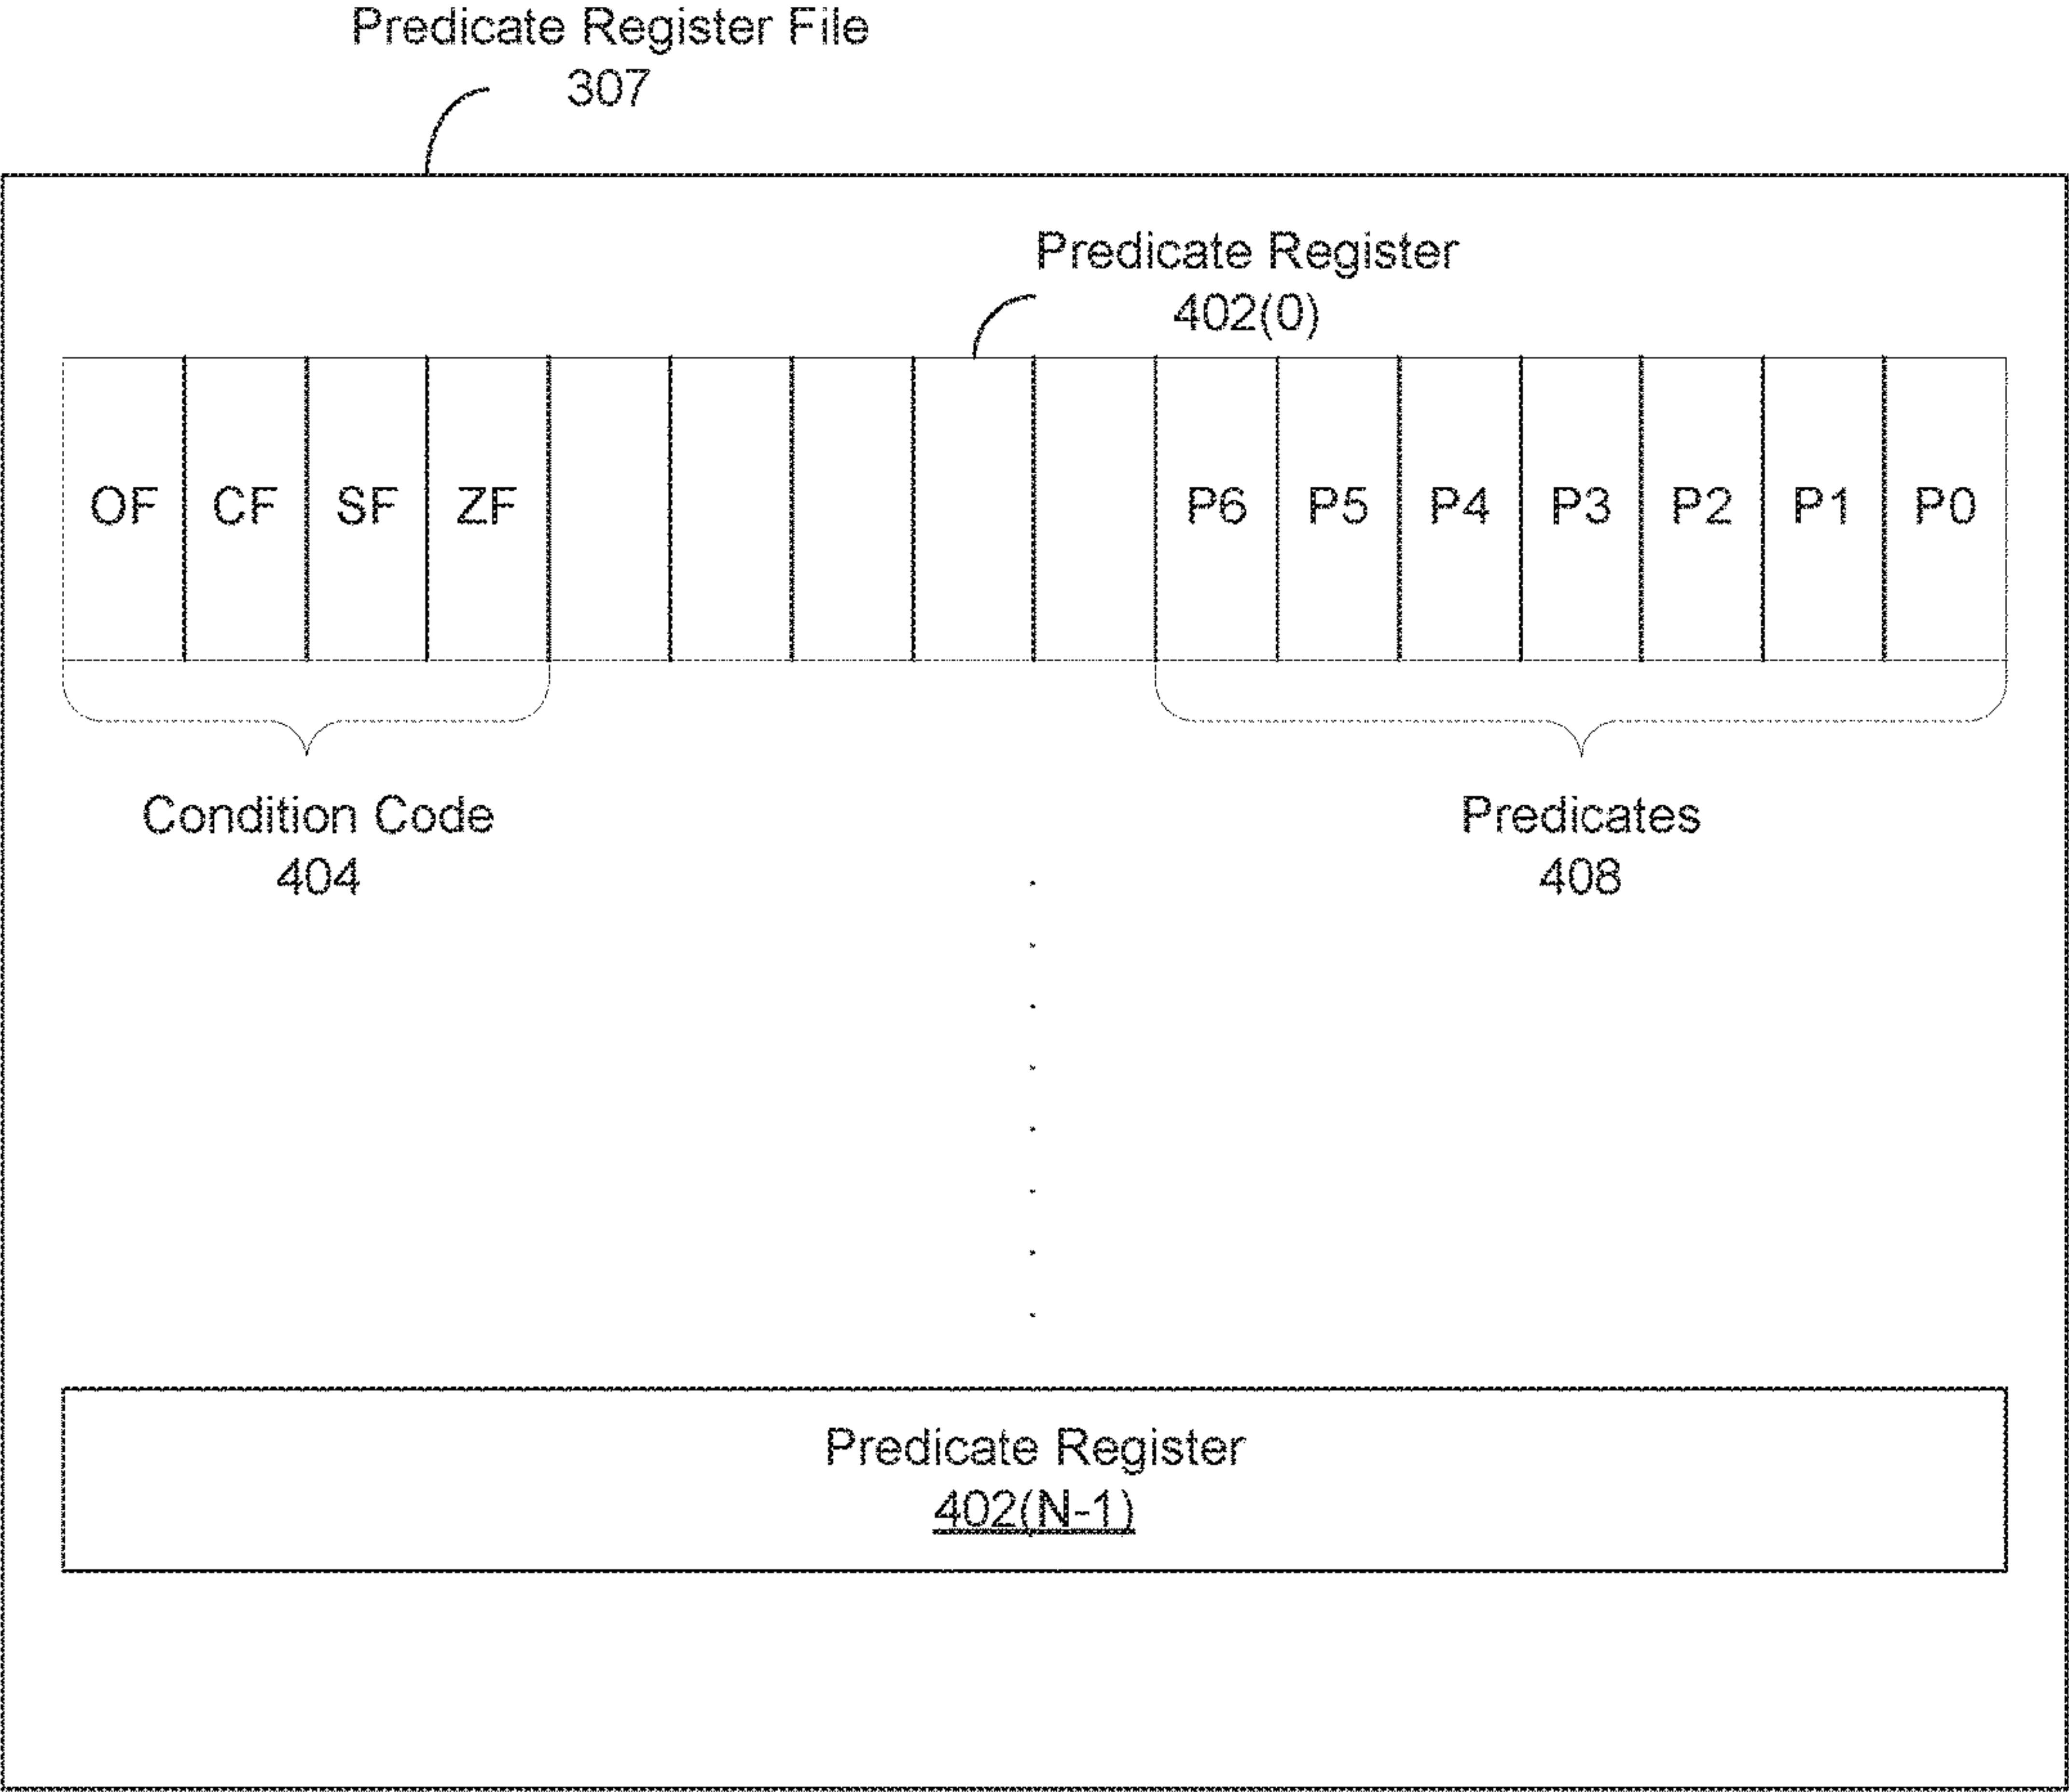 Predicate Register File
307
Predicate Register
402(0)
OF CF SF ZF P6 P5 P4 P3 P2 P1 P0
Condition Code
404
Predicates
408
Predicate Register
402(N-1)